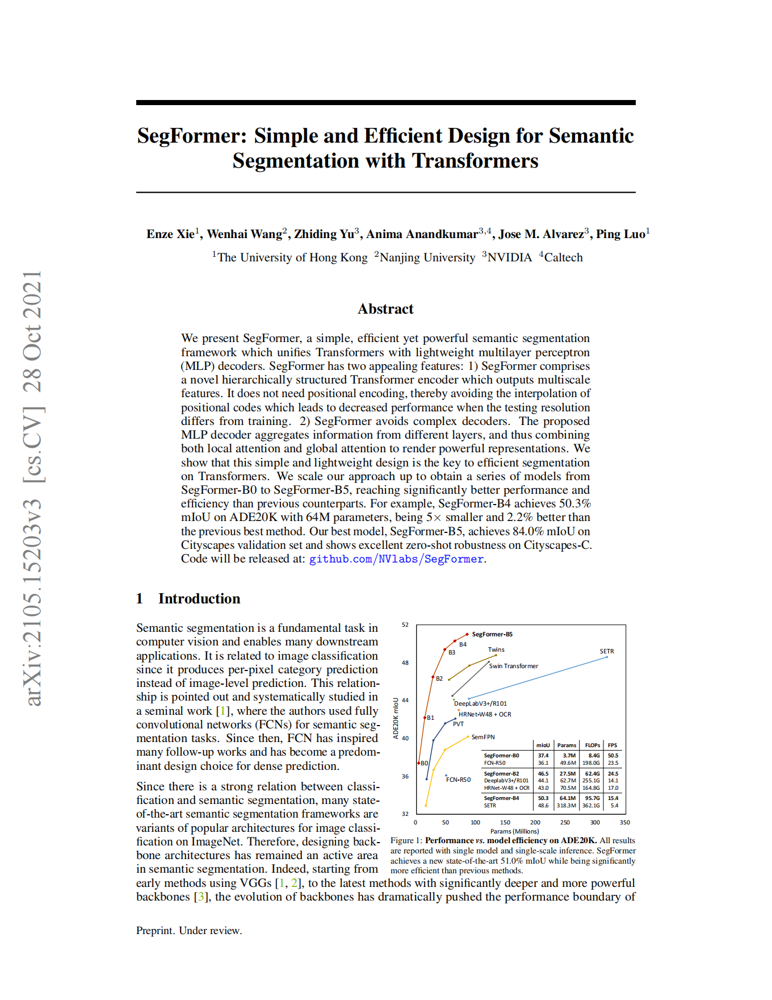 arXiv:2105.15203v3 [cs.CV] 28 Oct 2021
SegFormer: Simple and Efficient Design for Semantic
Segmentation with Transformers
Enze Xie1, Wenhai Wang2, Zhiding Yu3, Anima Anandkumar3,4, Jose M. Alvarez3, Ping Luo1
1The University of Hong Kong 2Nanjing University 3NVIDIA 4Caltech
Abstract
We present SegFormer, a simple, efficient yet powerful semantic segmentation
framework which unifies Transformers with lightweight multilayer perceptron
(MLP) decoders. SegFormer has two appealing features: 1) SegFormer comprises
a novel hierarchically structured Transformer encoder which outputs multiscale
features. It does not need positional encoding, thereby avoiding the interpolation of
positional codes which leads to decreased performance when the testing resolution
differs from training. 2) SegFormer avoids complex decoders. The proposed
MLP decoder aggregates information from different layers, and thus combining
both local attention and global attention to render powerful representations. We
show that this simple and lightweight design is the key to efficient segmentation
on Transformers. We scale our approach up to obtain a series of models from
SegFormer-B0 to SegFormer-B5, reaching significantly better performance and
efficiency than previous counterparts. For example, SegFormer-B4 achieves 50.3%
mIoU on ADE20K with 64M parameters, being 5× smaller and 2.2% better than
the previous best method. Our best model, SegFormer-B5, achieves 84.0% mIoU on
Cityscapes validation set and shows excellent zero-shot robustness on Cityscapes-C.
Code will be released at: github.com/NVlabs/SegFormer.
1 Introduction
Semantic segmentation is a fundamental task in
computer vision and enables many downstream
applications. It is related to image classification
since it produces per-pixel category prediction
instead of image-level prediction. This relation-
ship is pointed out and systematically studied in
a seminal work [1], where the authors used fully
convolutional networks (FCNs) for semantic seg-
mentation tasks. Since then, FCN has inspired
many follow-up works and has become a predom-
inant design choice for dense prediction.
Since there is a strong relation between classi-
fication and semantic segmentation, many state-
of-the-art semantic segmentation frameworks are
variants of popular architectures for image classi-
fication on ImageNet. Therefore, designing back-
bone architectures has remained an active area
in semantic segmentation. Indeed, starting from
early methods using VGGs [1, 2], to the latest methods with significantly deeper and more powerful
backbones [3], the evolution of backbones has dramatically pushed the performance boundary of
52
48
44
40
36
32
ADE20K mIoU
SegFormer-B5
B4
B3
Twins
SETR
Swin Transformer
B2
DeepLabV3+/R101
HRNet-W48 + OCR
B1
PVT
SemFPN
B0
FCN-R50
mIoU Params FLOPs FPS
SegFormer-B0 37.4 3.7M 8.4G 50.5
FCN-R50 36.1 49.6M 198.0G 23.5
SegFormer-B2 46.5 27.5M 62.4G 24.5
DeeplabV3+/R101 44.1 62.7M 255.1G 14.1
HRNet-W48 + OCR 43.0 70.5M 164.8G 17.0
SegFormer-B4 50.3 64.1M 95.7G 15.4
SETR 48.6 318.3M 362.1G 5.4
0 50 100 150 200 250 300 350
Params (Millions)
Figure 1: Performance vs. model efficiency on ADE20K. All results
are reported with single model and single-scale inference. SegFormer
achieves a new state-of-the-art 51.0% mIoU while being significantly
more efficient than previous methods.
Preprint. Under review.